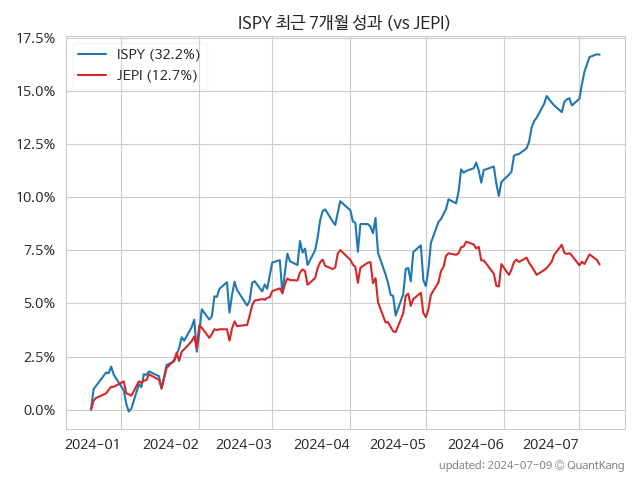 ISPY 최근 7개월 성과 (vs JEPI)
17.5%
15.0%
12.5%
10.0%
7.5%
5.0%
2.5%
0.0%
ISPY (32.2%)
JEPI (12.7%)
2024-01 2024-02 2024-03 2024-04 2024-05 2024-06 2024-07
updated: 2024-07-09 © QuantKang